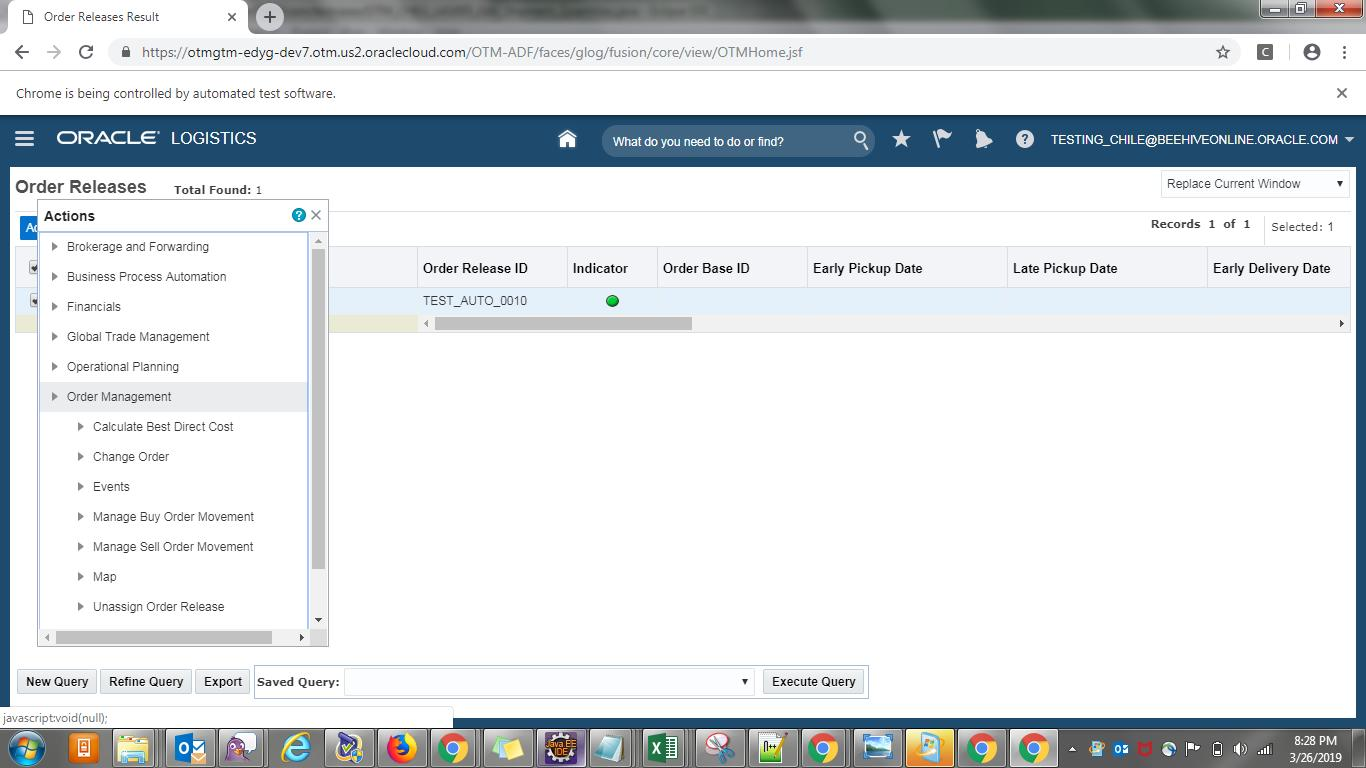 Order Releases Result
https://otmgtm-edyg-dev7.otm.us2.oraclecloud.com/OTM-ADF/faces/glog/fusion/core/view/OTMHome.jsf
C
Chrome is being controlled by automated test software.
ORACLE LOGISTICS
What do you need to do or find?
TESTING_CHILE@BEEHIVEONLINE.ORACLE.COM
Order Releases
Total Found: 1
Replace Current Window
Actions
Records 1 of 1
Selected: 1
Order Release ID
Indicator
Order Base ID
Early Pickup Date
Late Pickup Date
Early Delivery Date
TEST_AUTO_0010
Brokerage and Forwarding
Business Process Automation
Financials
Global Trade Management
Operational Planning
Order Management
Calculate Best Direct Cost
Change Order
Events
Manage Buy Order Movement
Manage Sell Order Movement
Map
Unassign Order Release
New Query
Refine Query
Export
Saved Query:
Execute Query
javascript:void(null);
Java EE
IDE
8:28 PM
3/26/2019